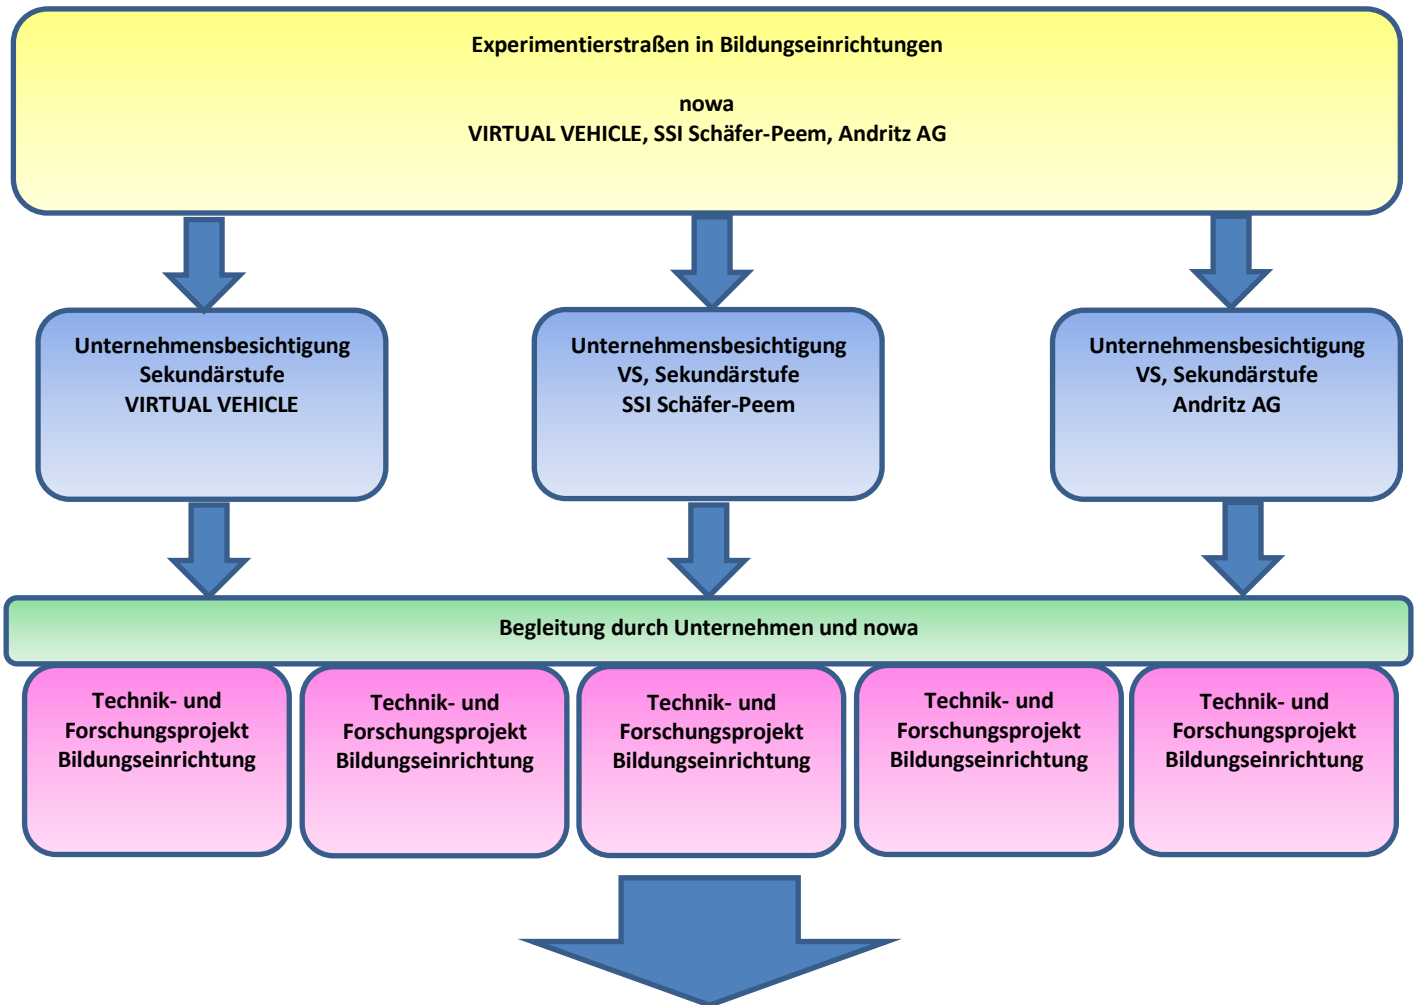 Experimentierstraßen in Bildungseinrichtungen
nowa
VIRTUAL VEHICLE, SSI Schäfer-Peem, Andritz AG
Unternehmensbesichtigung
Sekundärstufe
VIRTUAL VEHICLE
Unternehmensbesichtigung
VS, Sekundärstufe
SSI Schäfer-Peem
Unternehmensbesichtigung
VS, Sekundärstufe
Andritz AG
Begleitung durch Unternehmen und nowa
Technik- und
Forschungsprojekt
Bildungseinrichtung
Technik- und
Forschungsprojekt
Bildungseinrichtung
Technik- und
Forschungsprojekt
Bildungseinrichtung
Technik- und
Forschungsprojekt
Bildungseinrichtung
Technik- und
Forschungsprojekt
Bildungseinrichtung